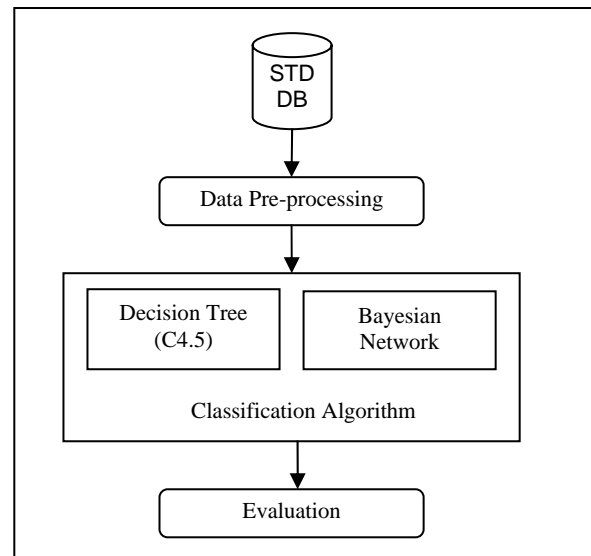 STD
DB
Data Pre-processing
Decision Tree
(C4.5)
Bayesian
Network
Classification Algorithm
Evaluation